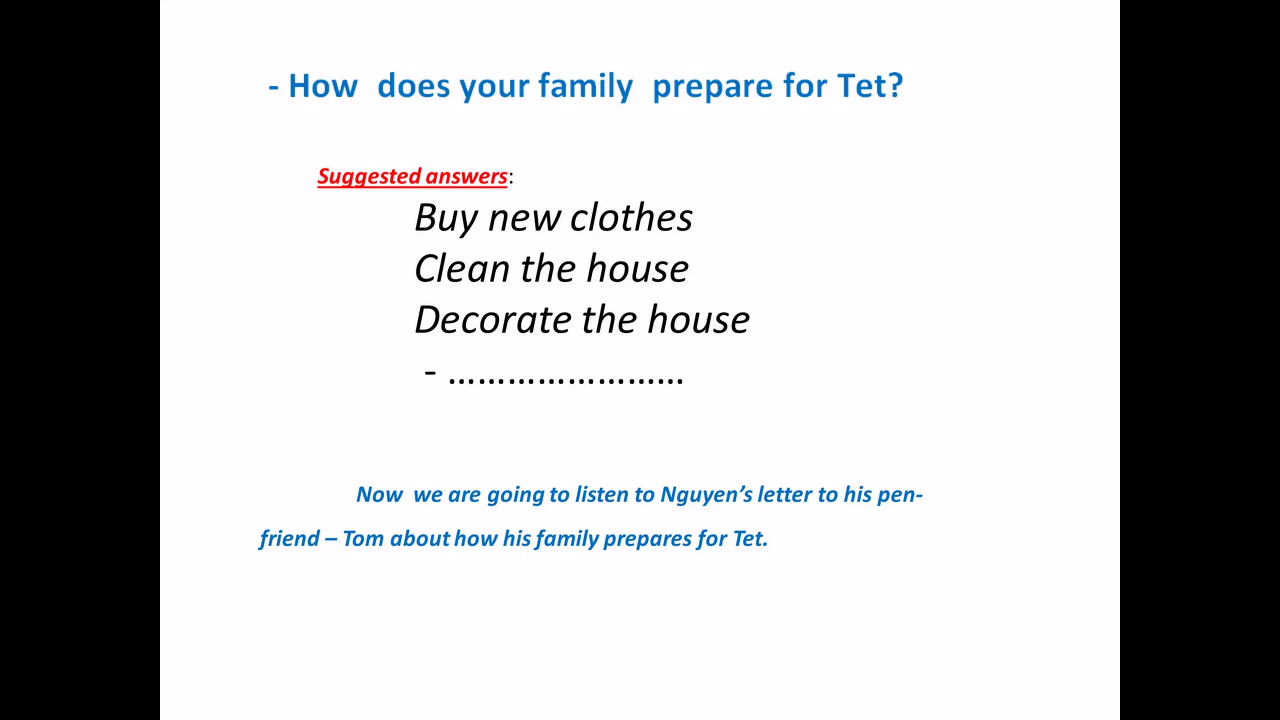 - How does your family prepare for Tet?
Suggested answers:
Buy new clothes
Clean the house
Decorate the house
- ……………………
Now we are going to listen to Nguyen’s letter to his pen-
friend – Tom about how his family prepares for Tet.